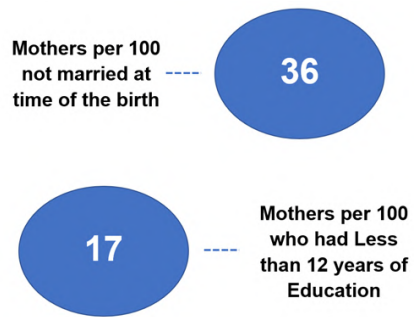 Mothers per 100
not married at
time of the birth
36
17
Mothers per 100
who had Less
than 12 years of
Education